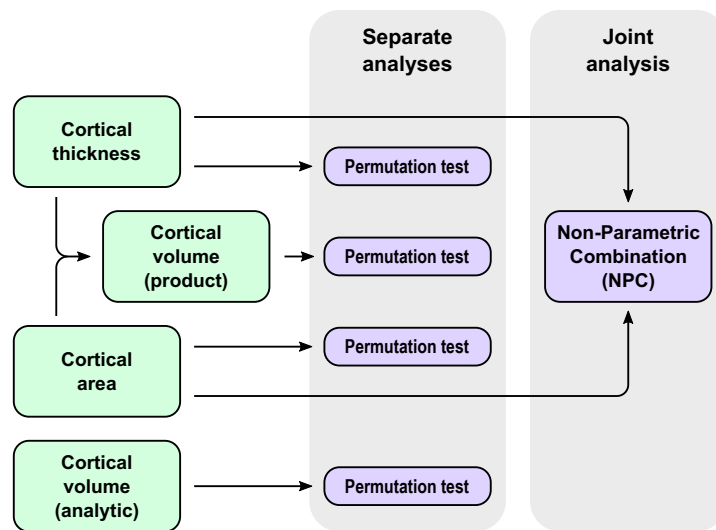 Separate
analyses
Joint
analysis
Cortical
thickness
Permutation test
Cortical
volume
(product)
Permutation test
Non-Parametric
Combination
(NPC)
Cortical
area
Permutation test
Cortical
volume
(analytic)
Permutation test